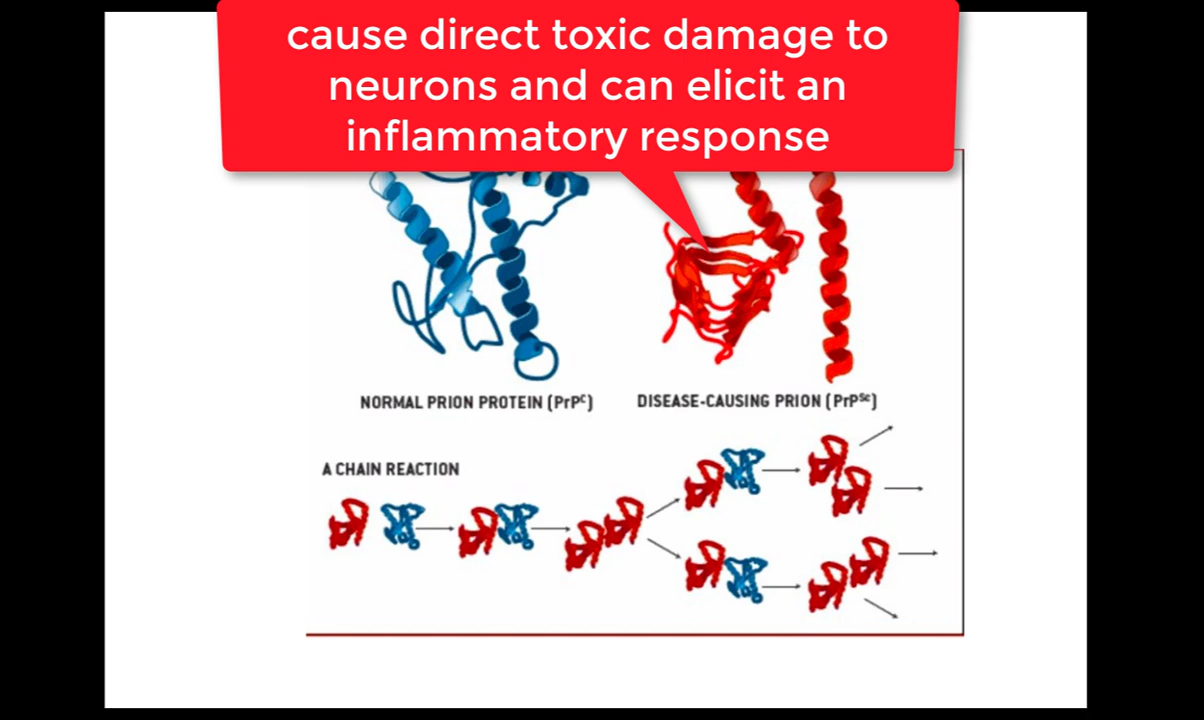 cause direct toxic damage to
neurons and can elicit an
inflammatory response
NORMAL PRION PROTEIN (PrPᶜ)
DISEASE-CAUSING PRION (PrPˢᶜ)
A CHAIN REACTION